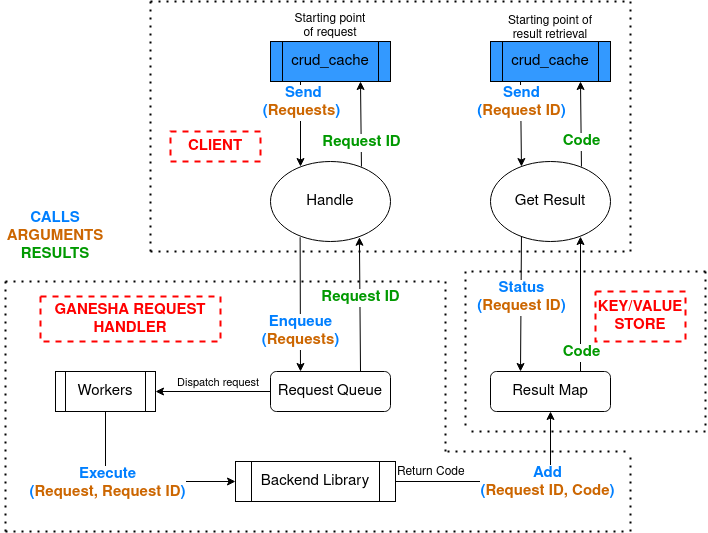 Starting point
of request
Starting point of
result retrieval
crud_cache
crud_cache
Send
(Requests)
Send
(Request ID)
CLIENT
Request ID
Code
Handle
Get Result
CALLS
ARGUMENTS
RESULTS
GANESHA REQUEST
HANDLER
Request ID
Enqueue
(Requests)
Status
(Request ID)
KEY/VALUE
STORE
Code
Workers
Dispatch request
Request Queue
Result Map
Execute
(Request, Request ID)
Backend Library
Return Code
Add
(Request ID, Code)